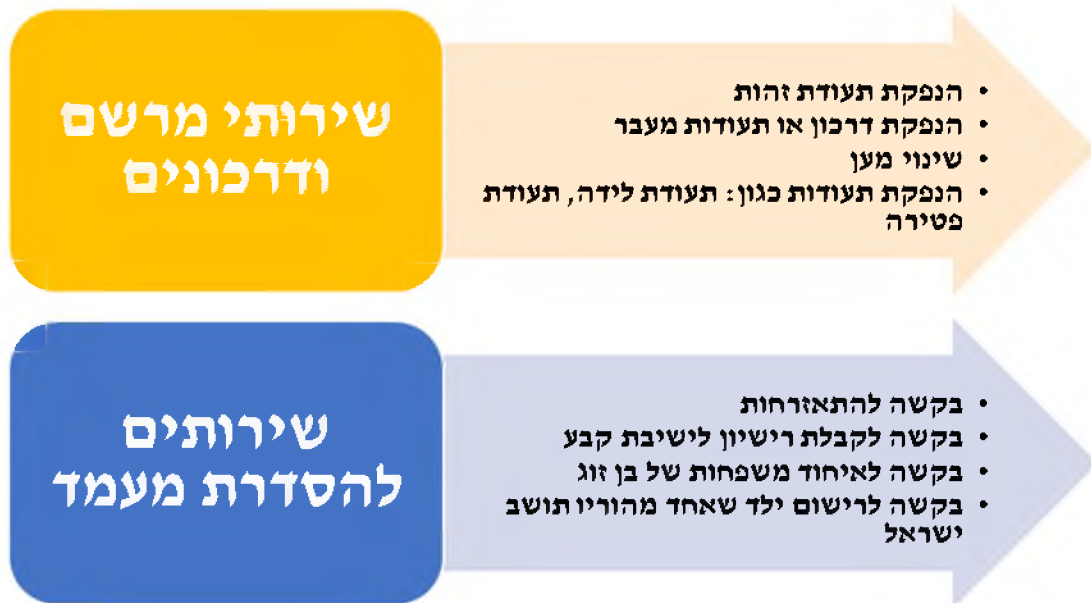 שירותי מרשם
ודרכונים
• הנפקת תעודת זהות
• הנפקת דרכון או תעודות מעבר
• שינוי מען
• הנפקת תעודות כגון: תעודת לידה, תעודת
פטירה
שירותים
להסדרת מעמד
• בקשה להתאזרחות
• בקשה לקבלת רישיון לישיבת קבע
• בקשה לאיחוד משפחות של בן זוג
• בקשה לרישום ילד שאחד מהוריו תושב
ישראל